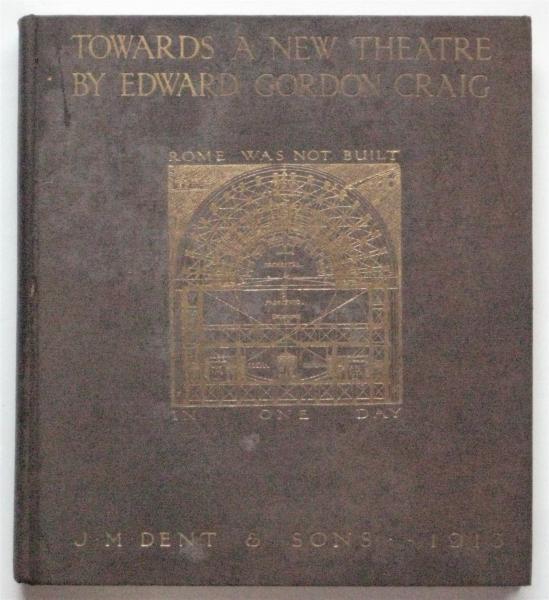 TOWARDS A NEW THEATRE
BY EDWARD GORDON CRAIG
ROME WAS NOT BUILT
IN ONE DAY
J·M DENT & SONS·-1913